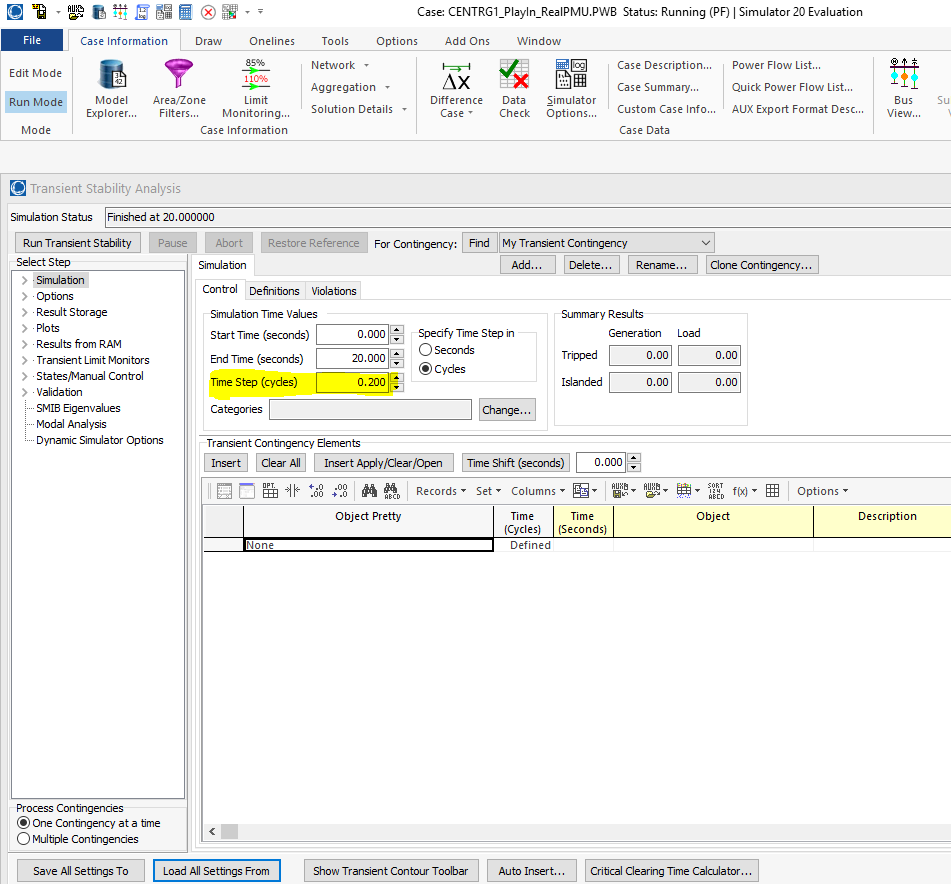 Case: CENTRG1_PlayIn_RealPMU.PWB Status: Running (PF) | Simulator 20 Evaluation
File Case Information Draw Onelines Tools Options Add Ons Window
Edit Mode
Run Mode
Mode
Model Explorer...
Area/Zone Filters...
85%
110%
Limit Monitoring...
Network
Aggregation
Solution Details
Case Information
Difference Case
Data Check
Simulator Options...
Case Description...
Case Summary...
Custom Case Info...
Power Flow List...
Quick Power Flow List...
AUX Export Format Desc...
Case Data
Bus View...
Transient Stability Analysis
Simulation Status Finished at 20.000000
Run Transient Stability Pause Abort Restore Reference For Contingency: Find My Transient Contingency
Add... Delete... Rename... Clone Contingency...
Select Step
Simulation
Options
Result Storage
Plots
Results from RAM
Transient Limit Monitors
States/Manual Control
Validation
SMIB Eigenvalues
Modal Analysis
Dynamic Simulator Options
Process Contingencies
One Contingency at a time
Multiple Contingencies
Simulation
Control Definitions Violations
Simulation Time Values
Start Time (seconds) 0.000
End Time (seconds) 20.000
Time Step (cycles) 0.200
Categories Change...
Specify Time Step in
Seconds
Cycles
Summary Results
Generation Load
Tripped 0.00 0.00
Islanded 0.00 0.00
Transient Contingency Elements
Insert Clear All Insert Apply/Clear/Open Time Shift (seconds) 0.000
Records Set Columns f(x) Options
Object Pretty Time (Cycles) Time (Seconds) Object Description
None Defined
Save All Settings To Load All Settings From Show Transient Contour Toolbar Auto Insert... Critical Clearing Time Calculator...